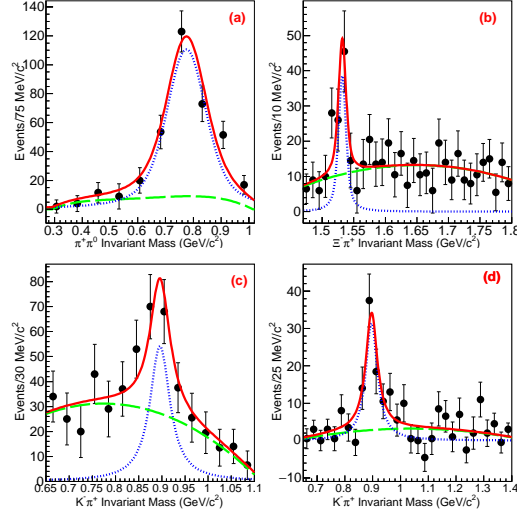 (a)
Events/75 MeV/c²
140
120
100
80
60
40
20
0
0.3 0.4 0.5 0.6 0.7 0.8 0.9 1
π⁺π⁰ Invariant Mass (GeV/c²)
(b)
Events/10 MeV/c²
50
40
30
20
10
0
1.5 1.55 1.6 1.65 1.7 1.75 1.8
Ξ⁻π⁺ Invariant Mass (GeV/c²)
(c)
Events/30 MeV/c²
80
70
60
50
40
30
20
10
0
0.65 0.7 0.75 0.8 0.85 0.9 0.95 1 1.05 1.1
K⁻π⁺ Invariant Mass (GeV/c²)
(d)
Events/25 MeV/c²
40
30
20
10
0
−10
0.7 0.8 0.9 1 1.1 1.2 1.3 1.4
K⁻π⁺ Invariant Mass (GeV/c²)